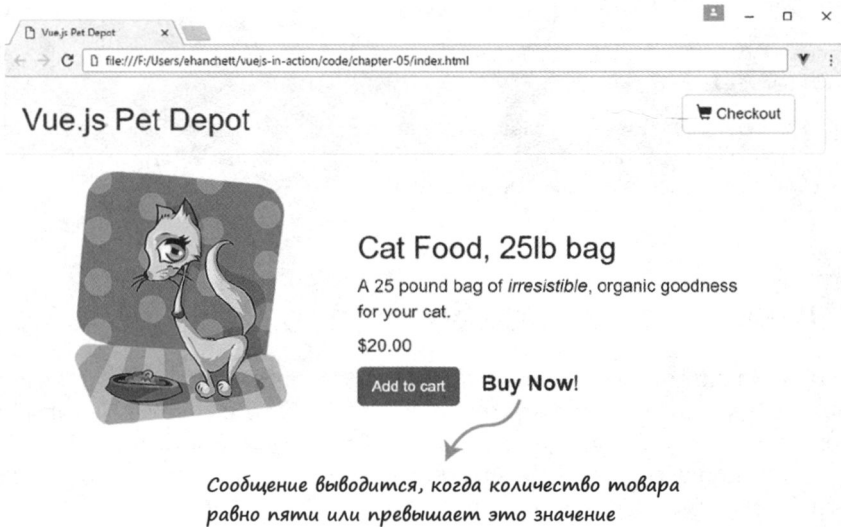 Vue.js Pet Depot
file:///F:/Users/ehanchett/vuejs-in-action/code/chapter-05/index.html
Vue.js Pet Depot
Checkout
Cat Food, 25lb bag
A 25 pound bag of irresistible, organic goodness
for your cat.
$20.00
Add to cart
Buy Now!
Сообщение выводится, когда количество товара
равно пяти или превышает это значение